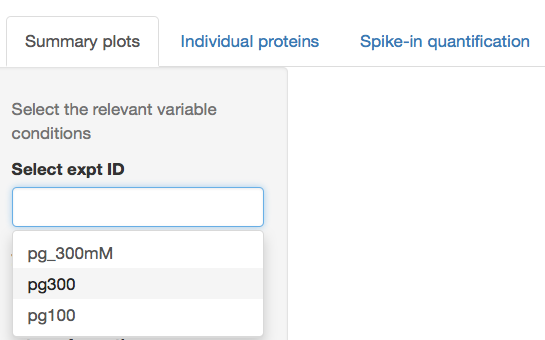 Summary plots Individual proteins Spike-in quantification
Select the relevant variable
conditions
Select expt ID
pg_300mM
pg300
pg100